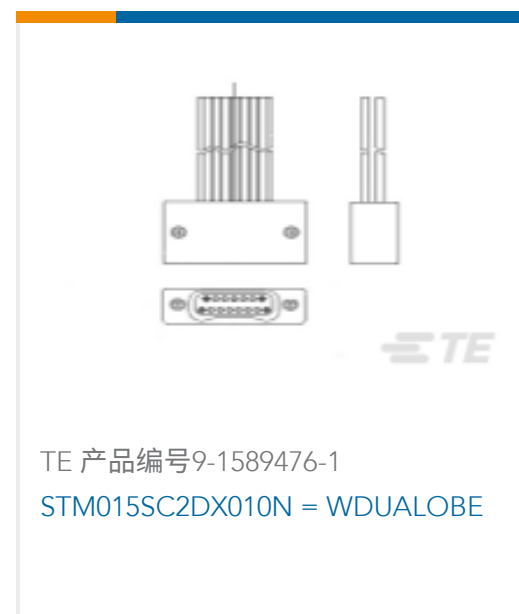 TE
TE 产品编号9-1589476-1
STM015SC2DX010N = WDUALOBE